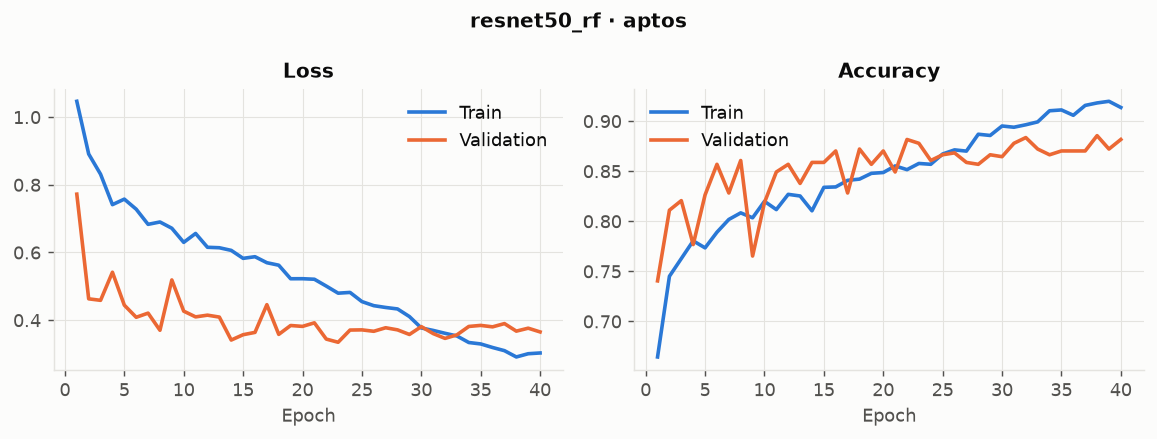 resnet50_rf · aptos
Loss
Train
Validation
1.0
0.8
0.6
0.4
0 5 10 15 20 25 30 35 40
Epoch
Accuracy
Train
Validation
0.90
0.85
0.80
0.75
0.70
0 5 10 15 20 25 30 35 40
Epoch